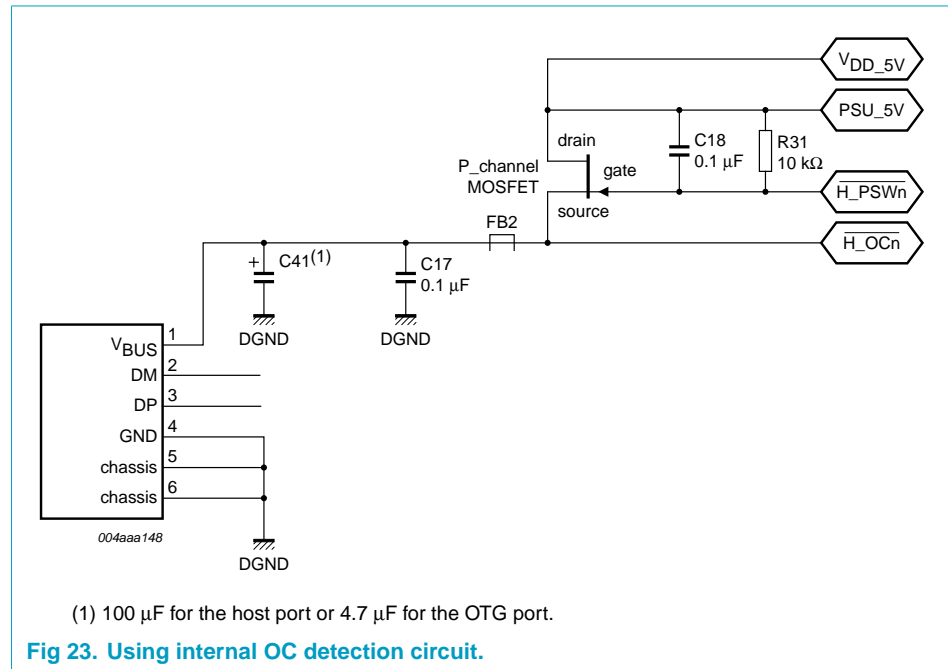 VDD_5V
PSU_5V
drain
C18
0.1 μF
R31
10 kΩ
P_channel
MOSFET
gate
H_PSWn
source
FB2
H_OCn
+
C41(1)
C17
0.1 μF
DGND
DGND
VBUS
1
DM
2
DP
3
GND
4
chassis
5
chassis
6
004aaa148
DGND
(1) 100 μF for the host port or 4.7 μF for the OTG port.
Fig 23. Using internal OC detection circuit.